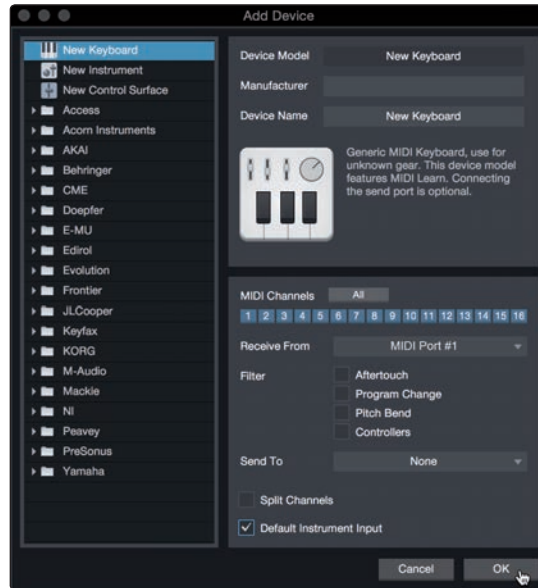 Add Device
New Keyboard
New Instrument
New Control Surface
Access
Acorn Instruments
AKAI
Behringer
CME
Doepfer
E-MU
Edirol
Evolution
Frontier
JLCooper
Keyfax
KORG
M-Audio
Mackie
NI
Peavey
PreSonus
Yamaha
Device Model New Keyboard
Manufacturer
Device Name New Keyboard
Generic MIDI Keyboard, use for
unknown gear. This device model
features MIDI Learn. Connecting
the send port is optional.
MIDI Channels All
1 2 3 4 5 6 7 8 9 10 11 12 13 14 15 16
Receive From MIDI Port #1
Filter Aftertouch
Program Change
Pitch Bend
Controllers
Send To None
Split Channels
Default Instrument Input
Cancel OK